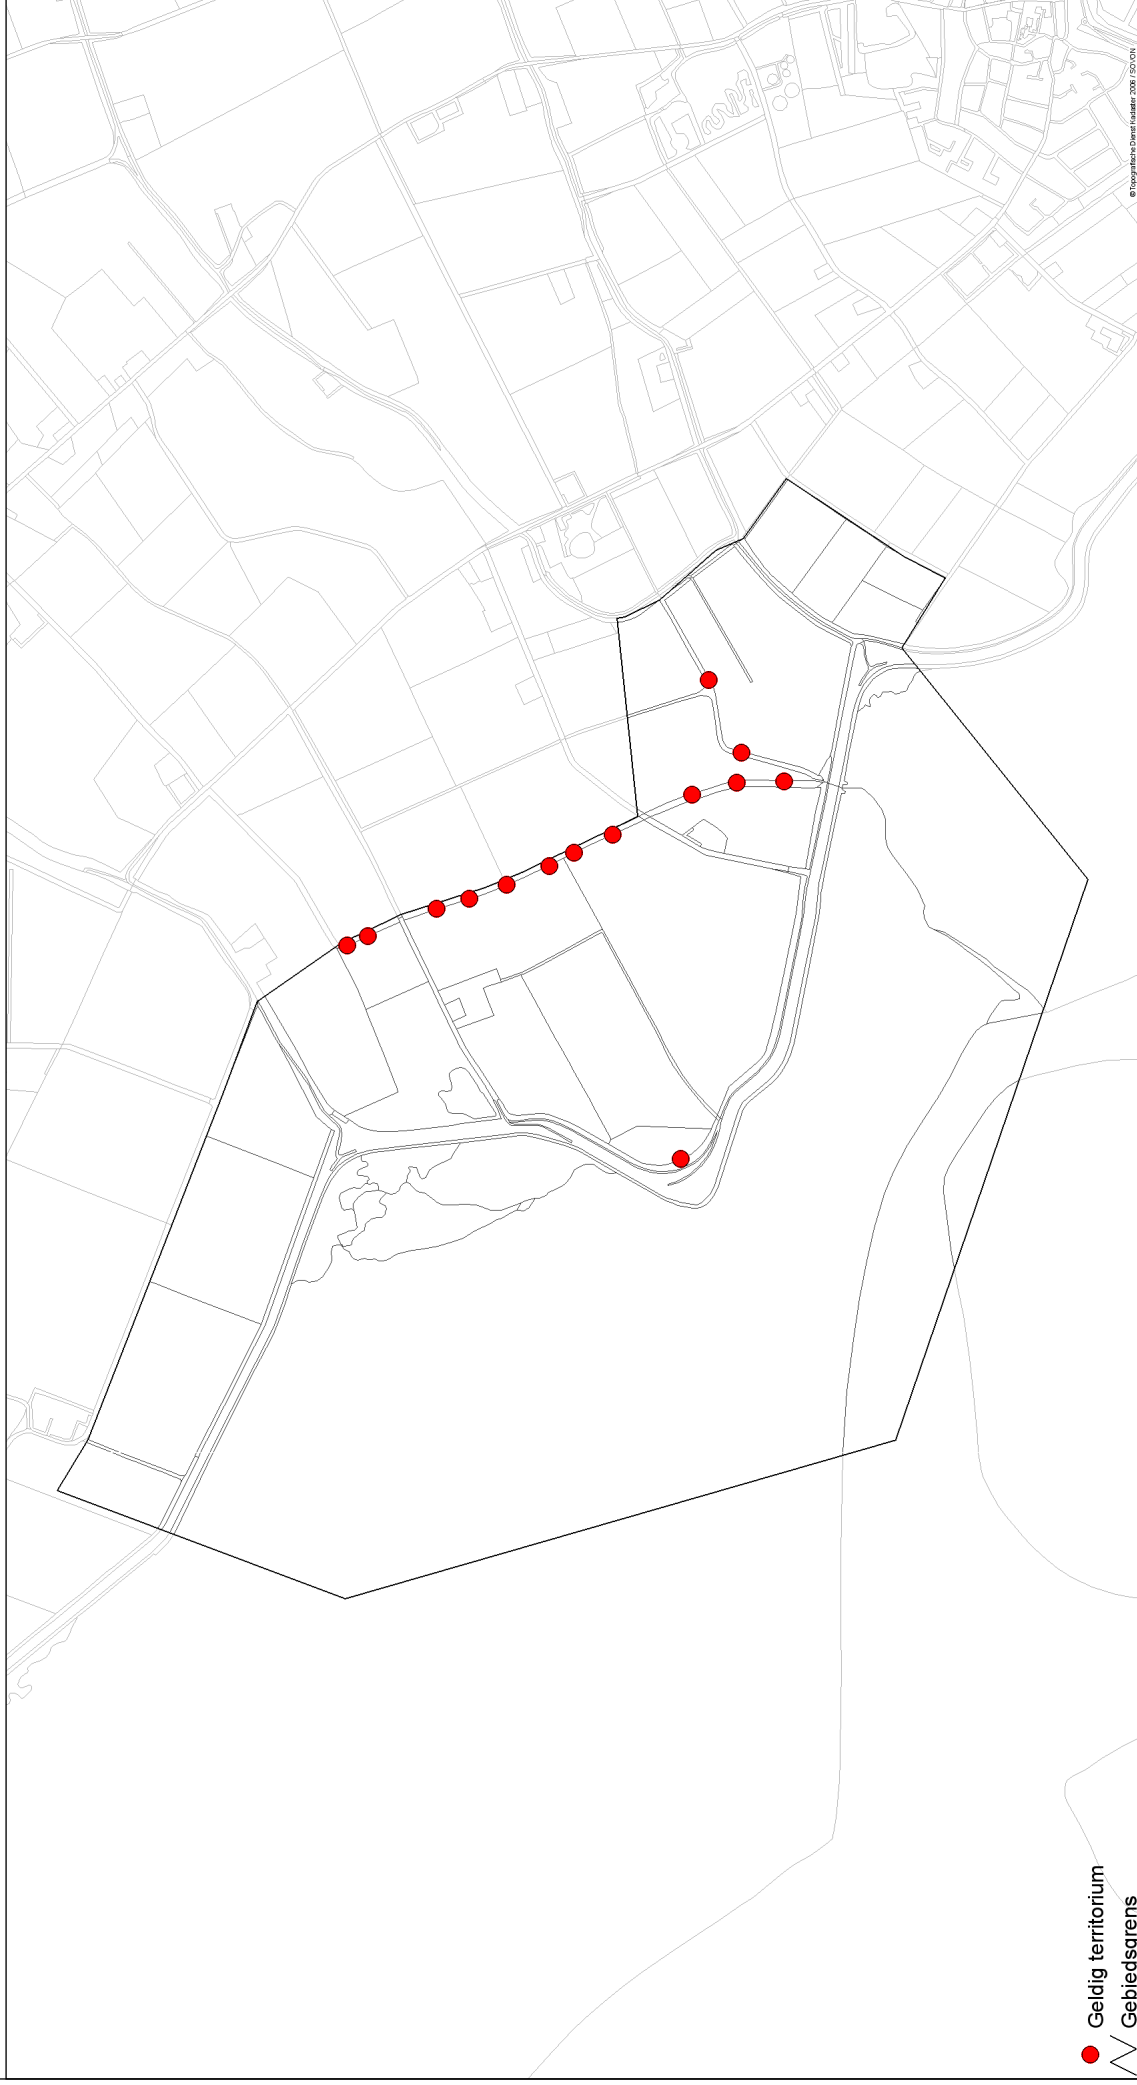 © Topografische Dienst Kadaster 2006 / SOVON
Geldig territorium
Gebiedsgrens